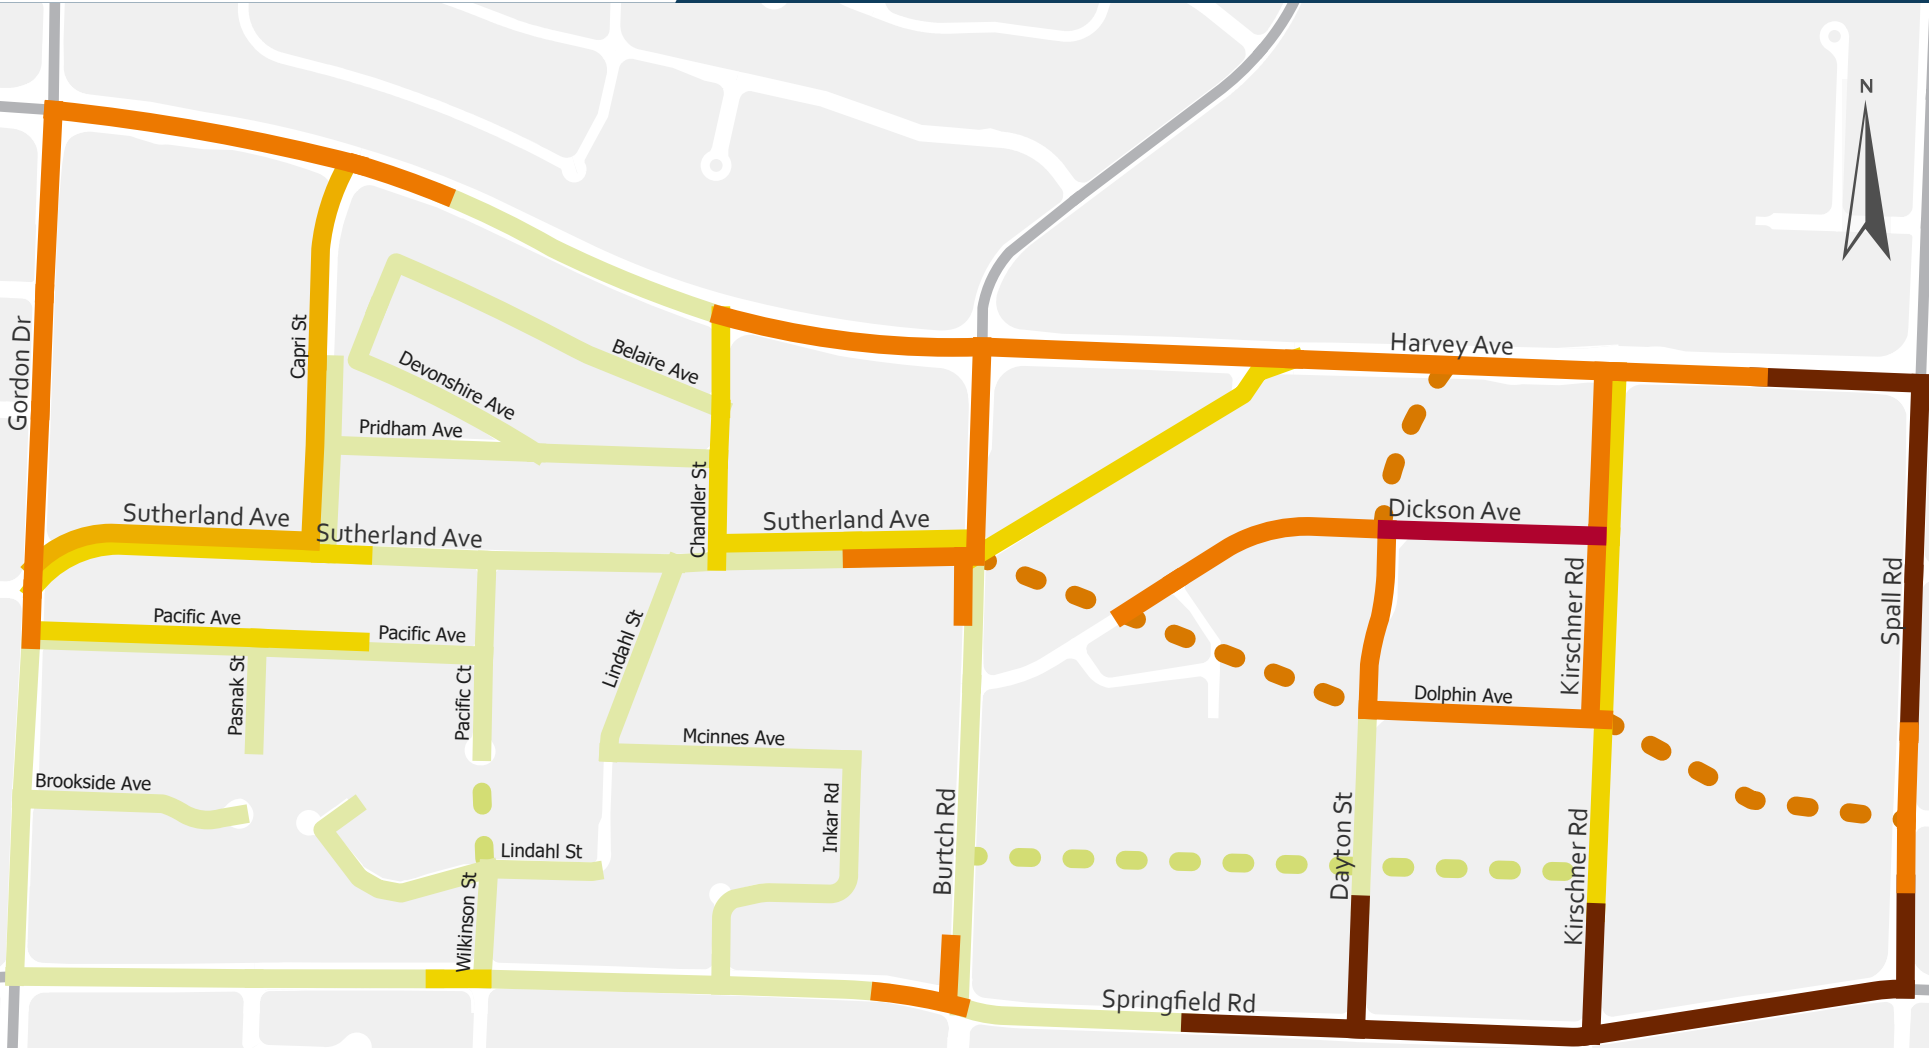 N
Harvey Ave
Gordon Dr
Capri St
Belaire Ave
Devonshire Ave
Pridham Ave
Chandler St
Sutherland Ave
Sutherland Ave
Sutherland Ave
Dickson Ave
Kirschner Rd
Spall Rd
Pacific Ave
Pacific Ave
Pasnak St
Pacific Ct
Lindahl St
Dolphin Ave
Mcinnes Ave
Brookside Ave
Inkar Rd
Burtch Rd
Dayton St
Kirschner Rd
Lindahl St
Wilkinson St
Springfield Rd